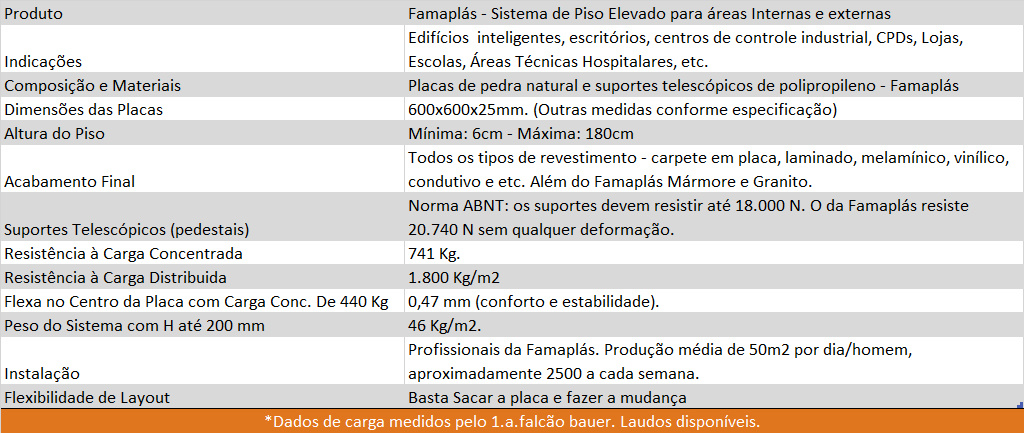 Produto Famaplás - Sistema de Piso Elevado para áreas Internas e externas
Edifícios inteligentes, escritórios, centros de controle industrial, CPDs, Lojas,
Indicações Escolas, Áreas Técnicas Hospitalares, etc.
Composição e Materiais Placas de pedra natural e suportes telescópicos de polipropileno - Famaplás
Dimensões das Placas 600x600x25mm. (Outras medidas conforme especificação)
Altura do Piso Mínima: 6cm - Máxima: 180cm
Todos os tipos de revestimento - carpete em placa, laminado, melamínico, vinílico,
Acabamento Final condutivo e etc. Além do Famaplás Mármore e Granito.
Norma ABNT: os suportes devem resistir até 18.000 N. O da Famaplás resiste
Suportes Telescópicos (pedestais) 20.740 N sem qualquer deformação.
Resistência à Carga Concentrada 741 Kg.
Resistência à Carga Distribuida 1.800 Kg/m2
Flexa no Centro da Placa com Carga Conc. De 440 Kg 0,47 mm (conforto e estabilidade).
Peso do Sistema com H até 200 mm 46 Kg/m2.
Profissionais da Famaplás. Produção média de 50m2 por dia/homem,
Instalação aproximadamente 2500 a cada semana.
Flexibilidade de Layout Basta Sacar a placa e fazer a mudança
*Dados de carga medidos pelo 1.a.falcão bauer. Laudos disponíveis.